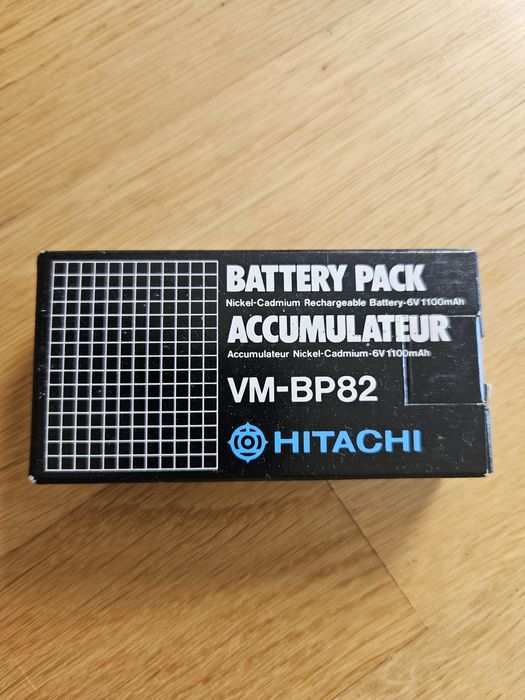 BATTERY PACK
Nickel-Cadmium Rechargeable Battery-6V 1100mAh
ACCUMULATEUR
Accumulateur Nickel-Cadmium-6V 1100mAh
VM-BP82
HITACHI